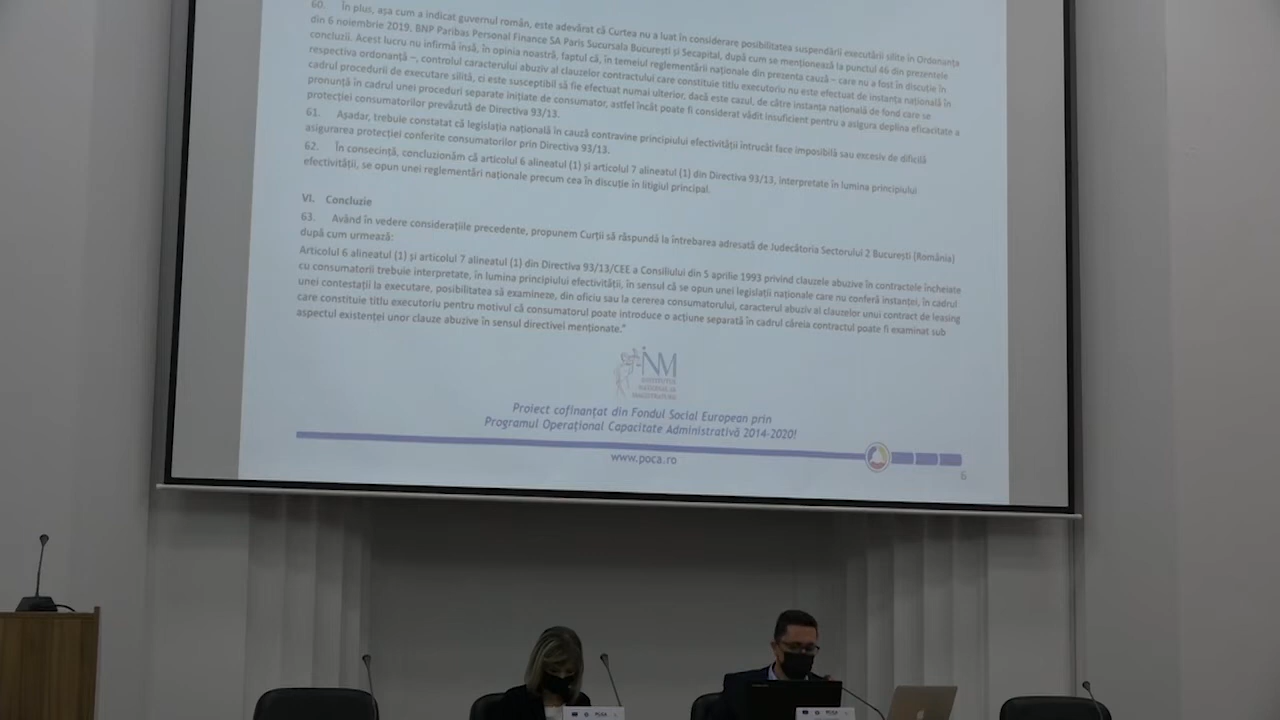 60. În plus, așa cum a indicat guvernul român, este adevărat că Curtea nu a luat în considerare posibilitatea suspendării executării silite în Ordonanța
din 6 noiembrie 2019, BNP Paribas Personal Finance SA Paris Sucursala București și Secapital, după cum se menționează la punctul 46 din prezentele
concluzii. Acest lucru nu infirmă însă, în opinia noastră, faptul că, în temeiul reglementării naționale din prezenta cauză – care nu a fost în discuție în
respectiva ordonanță –, controlul caracterului abuziv al clauzelor contractului care constituie titlu executoriu nu este efectuat de instanța națională în
cadrul procedurii de executare silită, ci este susceptibil să fie efectuat numai ulterior, dacă este cazul, de către instanța națională de fond care se
pronunță în cadrul unei proceduri separate inițiate de consumator, astfel încât poate fi considerat vădit insuficient pentru a asigura deplina eficacitate a
protecției consumatorilor prevăzută de Directiva 93/13.
61. Așadar, trebuie constatat că legislația națională în cauză contravine principiului efectivității întrucât face imposibilă sau excesiv de dificilă
asigurarea protecției conferite consumatorilor prin Directiva 93/13.
62. În consecință, concluzionăm că articolul 6 alineatul (1) și articolul 7 alineatul (1) din Directiva 93/13, interpretate în lumina principiului
efectivității, se opun unei reglementări naționale precum cea în discuție in litigiul principal.
VI. Concluzie
63. Având în vedere considerațiile precedente, propunem Curții să răspundă la întrebarea adresată de Judecătoria Sectorului 2 București (România)
după cum urmează:
Articolul 6 alineatul (1) și articolul 7 alineatul (1) din Directiva 93/13/CEE a Consiliului din 5 aprilie 1993 privind clauzele abuzive în contractele încheiate
cu consumatorii trebuie interpretate, în lumina principiului efectivității, în sensul că se opun unei legislații naționale care nu conferă instanței, în cadrul
unei contestații la executare, posibilitatea să examineze, din oficiu sau la cererea consumatorului, caracterul abuziv al clauzelor unui contract de leasing
care constituie titlu executoriu pentru motivul că consumatorul poate introduce o acțiune separată în cadrul căreia contractul poate fi examinat sub
aspectul existenței unor clauze abuzive în sensul directivei menționate."
INM
INSTITUTUL
NAȚIONAL AL
MAGISTRATURII
Proiect cofinanțat din Fondul Social European prin
Programul Operațional Capacitate Administrativă 2014-2020!
www.poca.ro
6
POCA